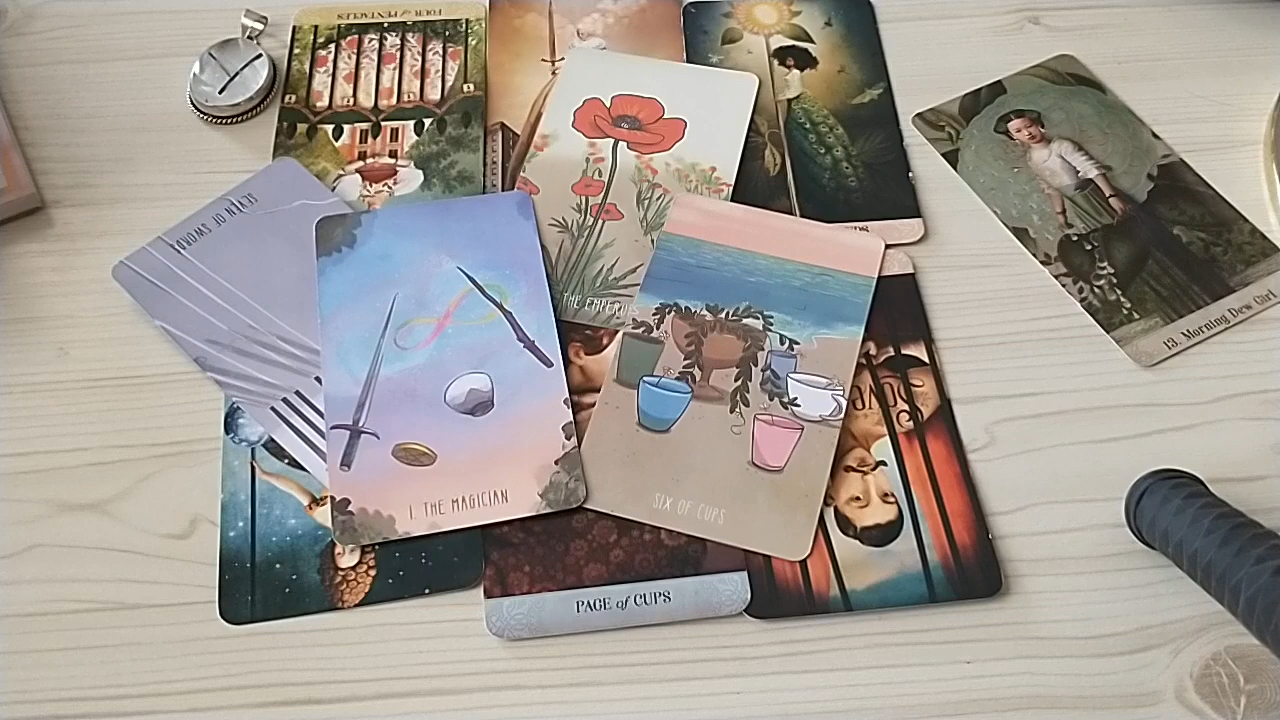 FOUR of PENTACLES
SEVEN OF SWORDS
THE EMPERO
13. Morning Dew Girl
I. THE MAGICIAN
SIX OF CUPS
PAGE of CUPS